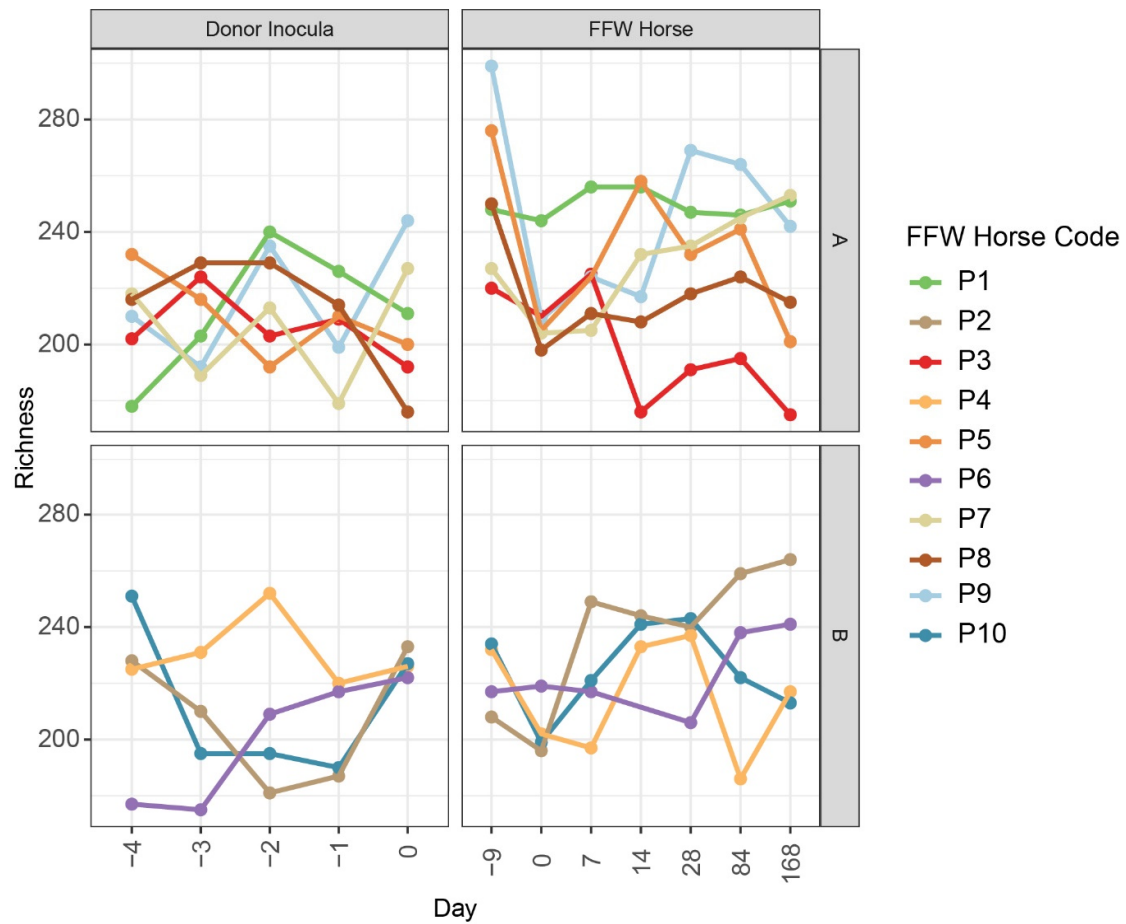 Donor Inocula FFW Horse
280
240
200
A
Richness
280
240
200
B
−4 −3 −2 −1 0 −9 0 7 14 28 84 168
Day
FFW Horse Code
P1
P2
P3
P4
P5
P6
P7
P8
P9
P10